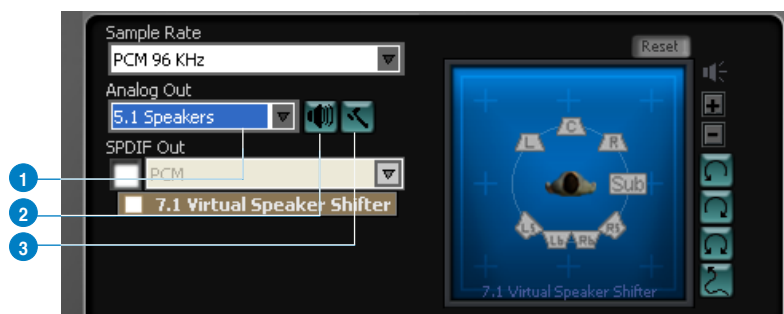 Sample Rate
PCM 96 KHz
Reset
Analog Out
5.1 Speakers
SPDIF Out
PCM
7.1 Virtual Speaker Shifter
1
2
3
C
L
R
Sub
Ls
Lb
Rb
Rs
7.1 Virtual Speaker Shifter